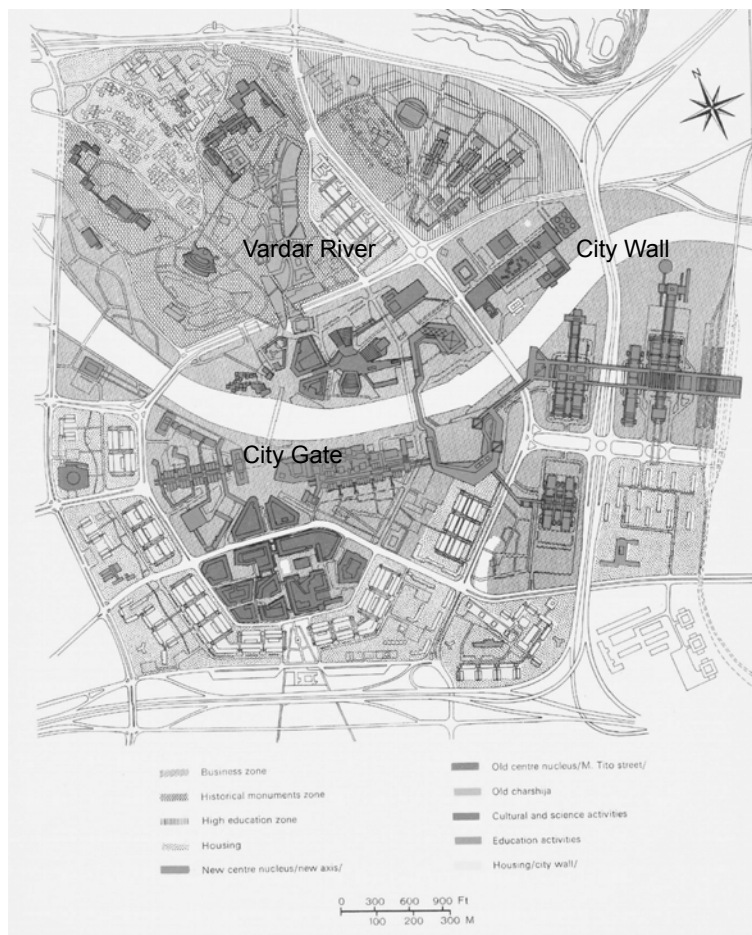 N
Vardar River
City Wall
City Gate
Business zone
Historical monuments zone
High education zone
Housing
New centre nucleus/new axis/
Old centre nucleus/M. Tito street/
Old charshija
Cultural and science activities
Education activities
Housing/city wall/
0 300 600 900 Ft
100 200 300 M